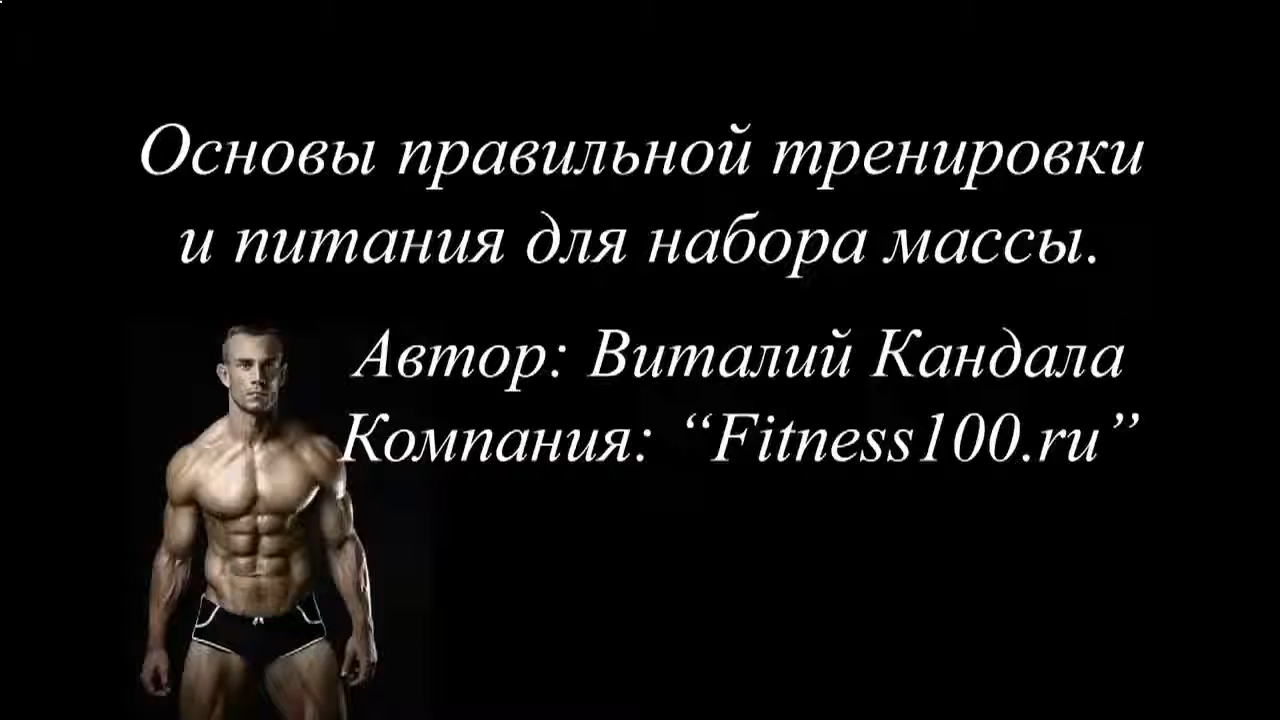 Основы правильной тренировки
и питания для набора массы.
Автор: Виталий Кандала
Компания: “Fitness100.ru”